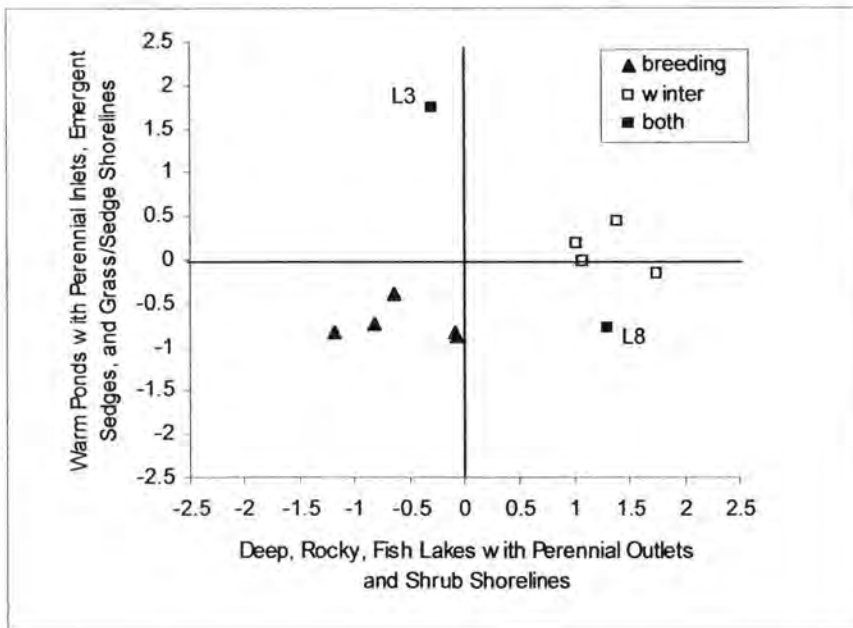 Warm Ponds with Perennial Inlets, Emergent
Sedges, and Grass/Sedge Shorelines
2.5
2
1.5
1
0.5
0
-0.5
-1
-1.5
-2
-2.5
L3
breeding
winter
both
L8
-2.5 -2 -1.5 -1 -0.5 0 0.5 1 1.5 2 2.5
Deep, Rocky, Fish Lakes with Perennial Outlets
and Shrub Shorelines